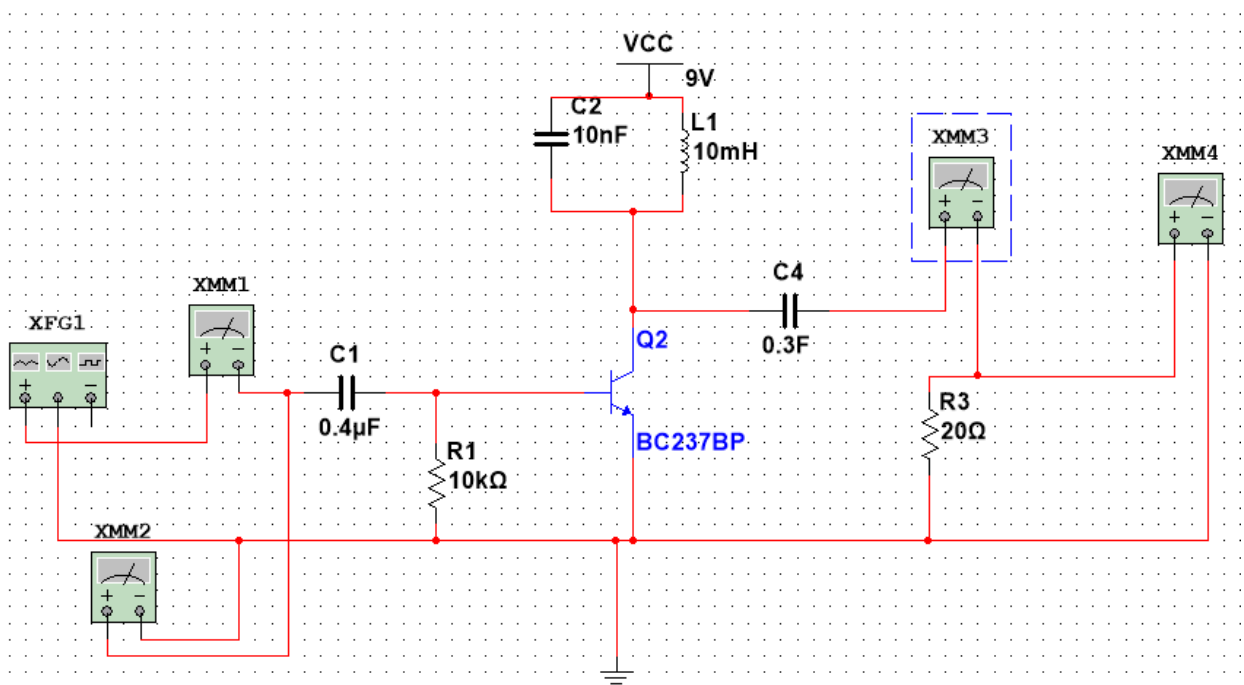 VCC
9V
C2
10nF
L1
10mH
XMM3
+ −
XMM4
+ −
XMM1
+ −
XFG1
+ −
C1
0.4µF
C4
0.3F
Q2
BC237BP
R1
10kΩ
R3
20Ω
XMM2
+ −